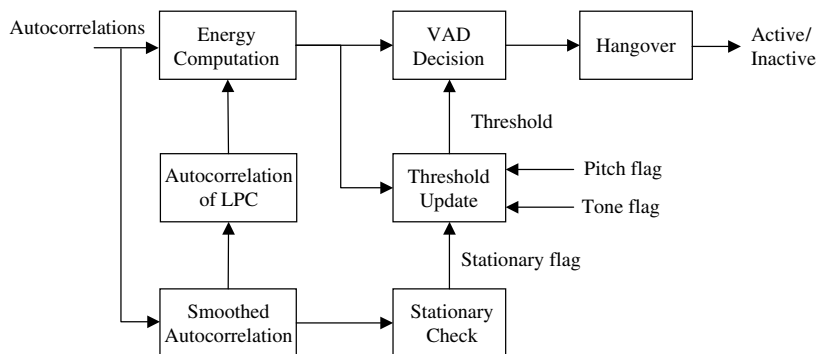 Autocorrelations
Energy
Computation
VAD
Decision
Hangover
Active/
Inactive
Threshold
Autocorrelation
of LPC
Threshold
Update
Pitch flag
Tone flag
Stationary flag
Smoothed
Autocorrelation
Stationary
Check